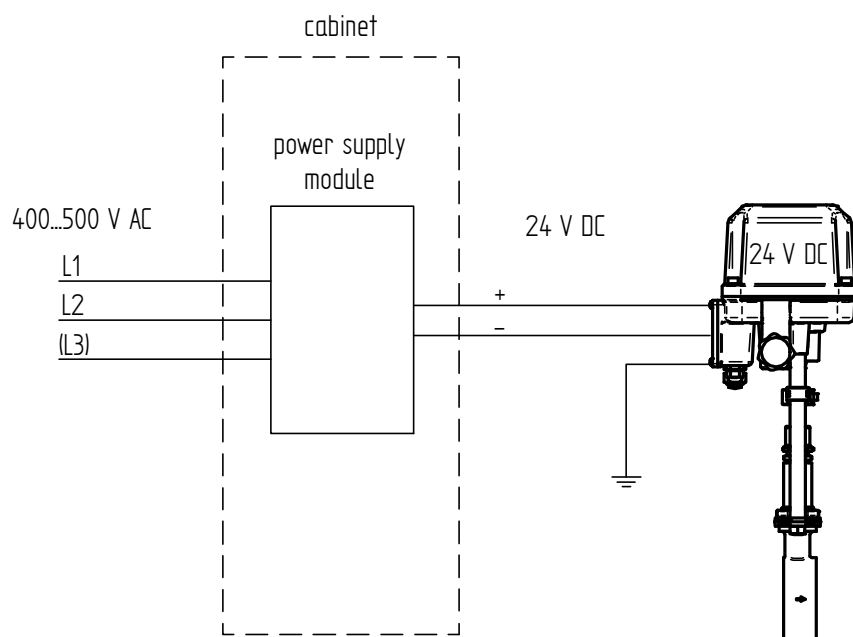 cabinet
power supply
module
400...500 V AC
24 V DC
24 V DC
L1
L2
(L3)
+
–